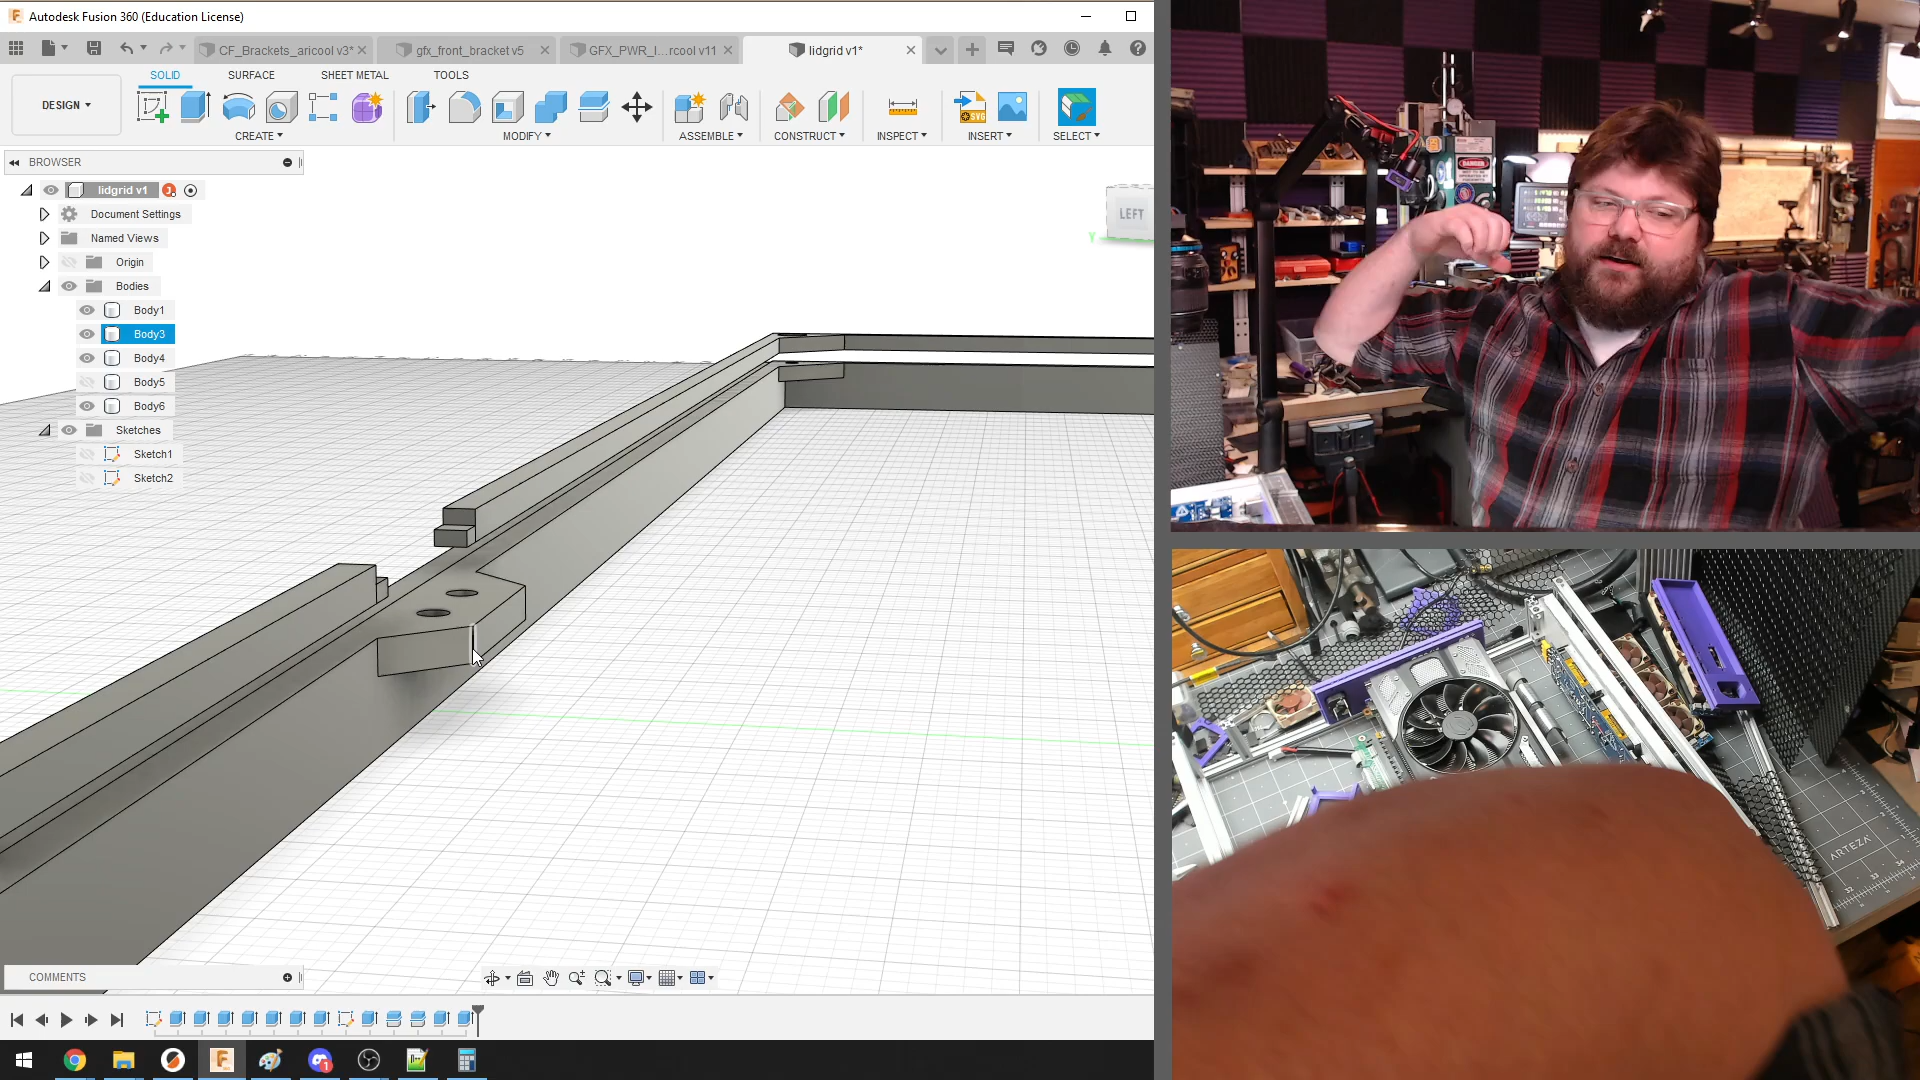 Autodesk Fusion 360 (Education License)
CF_Brackets_aricool v3*
gfx_front_bracket v5
GFX_PWR_I...rcool v11
lidgrid v1*
SOLID
SURFACE
SHEET METAL
TOOLS
DESIGN
CREATE
MODIFY
ASSEMBLE
CONSTRUCT
INSPECT
INSERT
SELECT
BROWSER
lidgrid v1
Document Settings
Named Views
Origin
Bodies
Body1
Body3
Body4
Body5
Body6
Sketches
Sketch1
Sketch2
LEFT
Y
DANGER
ARTEZA
COMMENTS
1